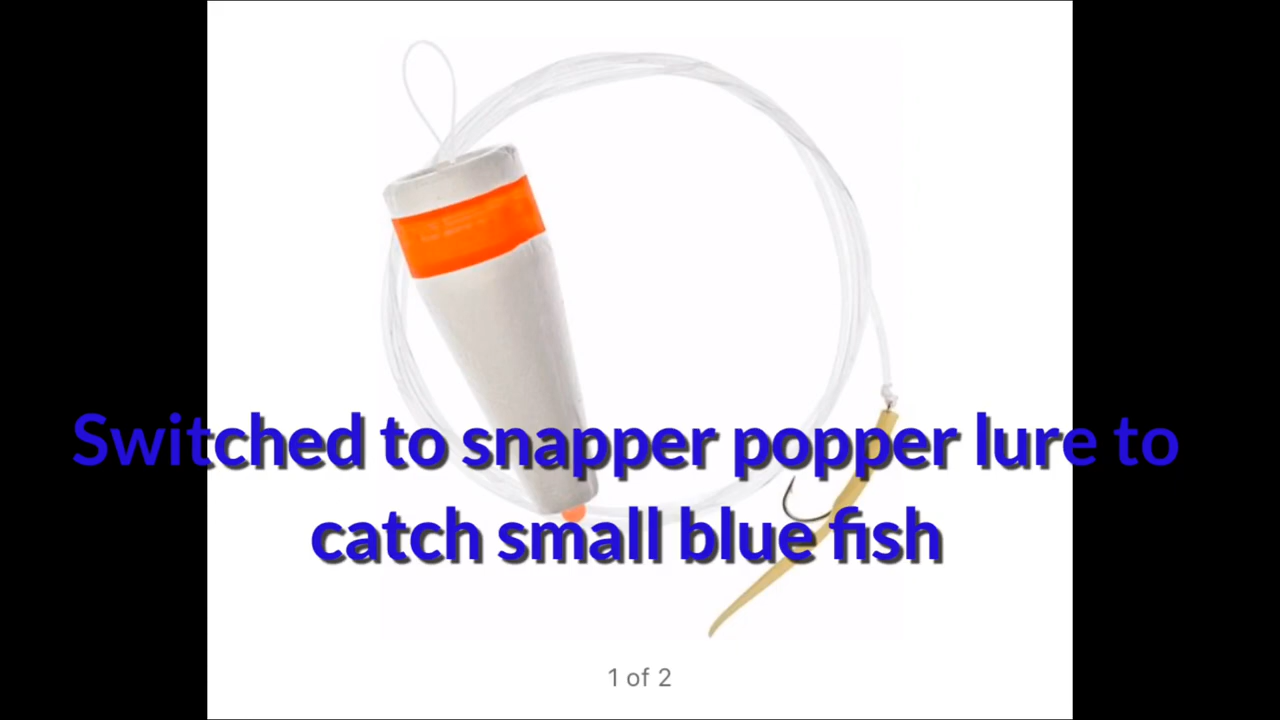 Switched to snapper popper lure to
catch small blue fish
1 of 2